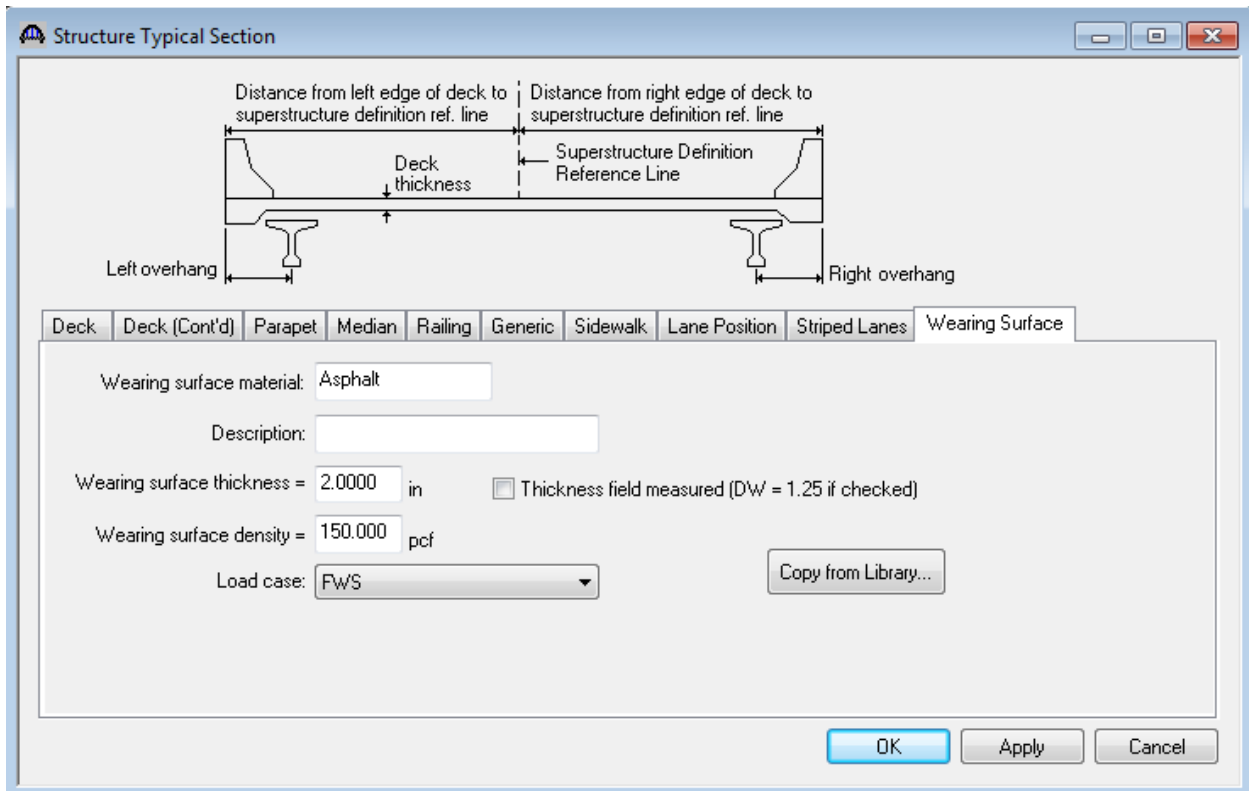 Structure Typical Section
Distance from left edge of deck to
superstructure definition ref. line
Distance from right edge of deck to
superstructure definition ref. line
Deck
thickness
Superstructure Definition
Reference Line
Left overhang
Right overhang
Deck
Deck (Cont'd)
Parapet
Median
Railing
Generic
Sidewalk
Lane Position
Striped Lanes
Wearing Surface
Wearing surface material: Asphalt
Description:
Wearing surface thickness = 2.0000 in
Thickness field measured (DW = 1.25 if checked)
Wearing surface density = 150.000 pcf
Load case: FWS
Copy from Library...
OK
Apply
Cancel